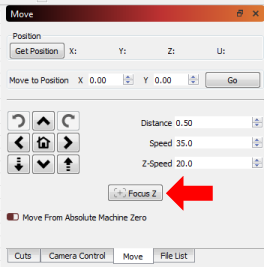 Move
Position
Get Position X: Y: Z: U:
Move to Position X 0.00 Y 0.00 Go
Distance 0.50
Speed 35.0
Z-Speed 20.0
Focus Z
Move From Absolute Machine Zero
Cuts Camera Control Move File List